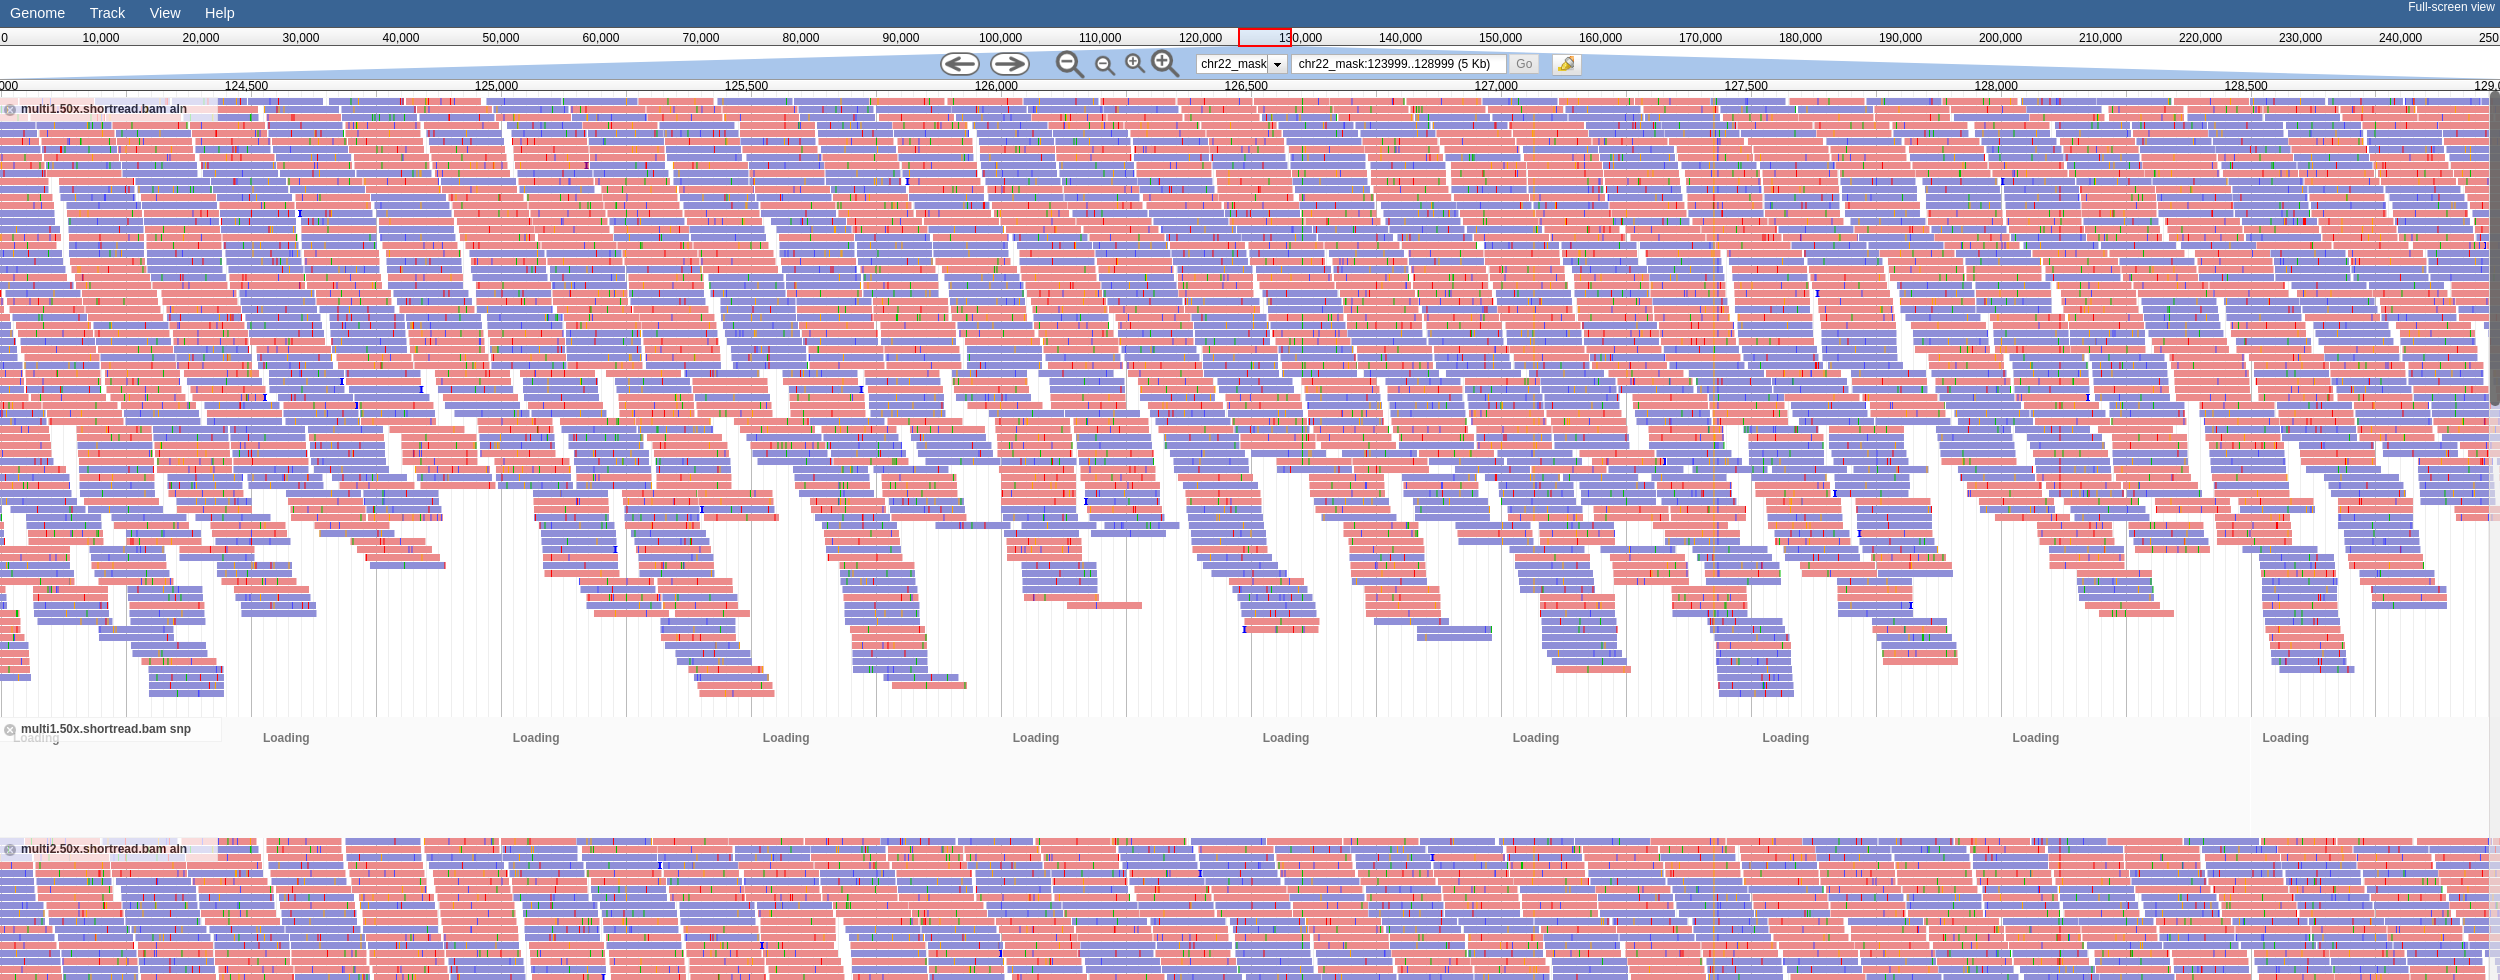 Genome Track View Help Full-screen view
0 10,000 20,000 30,000 40,000 50,000 60,000 70,000 80,000 90,000 100,000 110,000 120,000 130,000 140,000 150,000 160,000 170,000 180,000 190,000 200,000 210,000 220,000 230,000 240,000 250
chr22_mask chr22_mask:123999..128999 (5 Kb) Go
000 124,500 125,000 125,500 126,000 126,500 127,000 127,500 128,000 128,500 129,0
multi1.50x.shortread.bam aln
multi1.50x.shortread.bam snp
Loading Loading Loading Loading Loading Loading Loading Loading Loading Loading
multi2.50x.shortread.bam aln